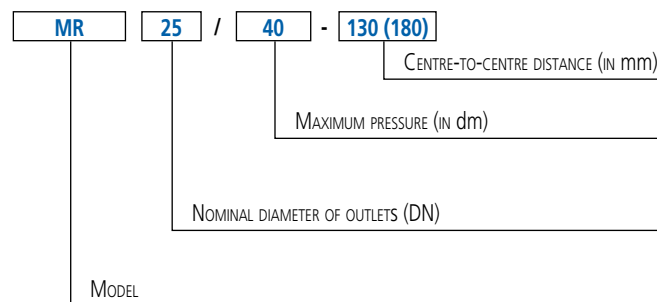 MR 25 / 40 - 130 (180)
Centre-to-centre distance (in mm)
Maximum pressure (in dm)
Nominal diameter of outlets (DN)
Model